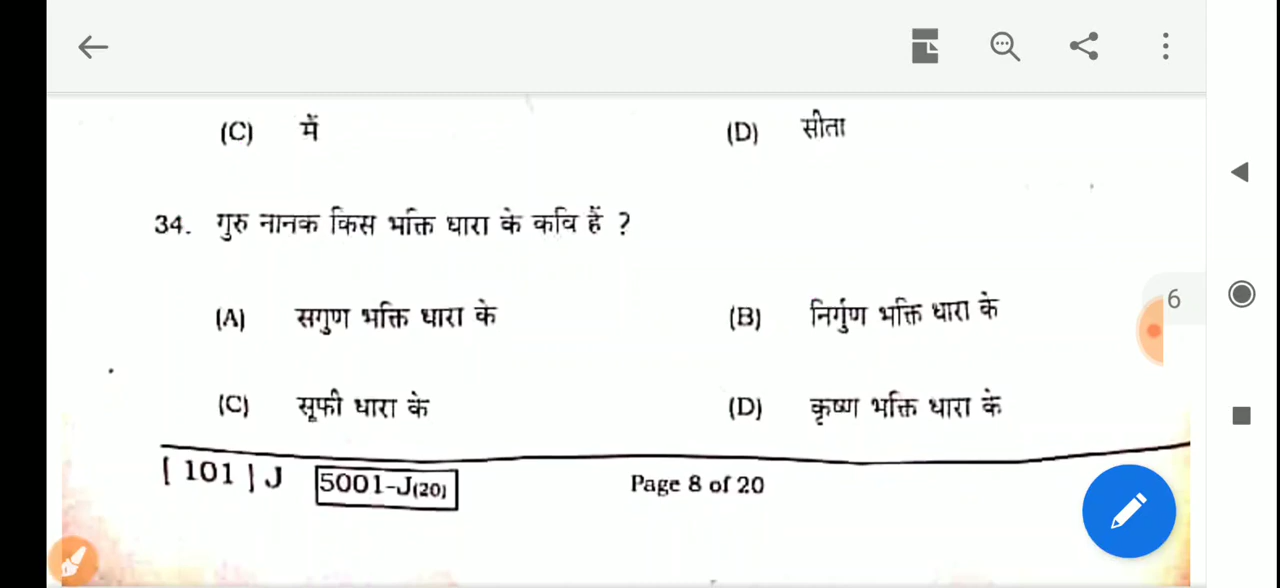 (C) में (D) सीता
34. गुरु नानक किस भक्ति धारा के कवि हैं ?
(A) सगुण भक्ति धारा के (B) निर्गुण भक्ति धारा के
6
(C) सूफी धारा के (D) कृष्ण भक्ति धारा के
[ 101 ] J 5001-J(20) Page 8 of 20